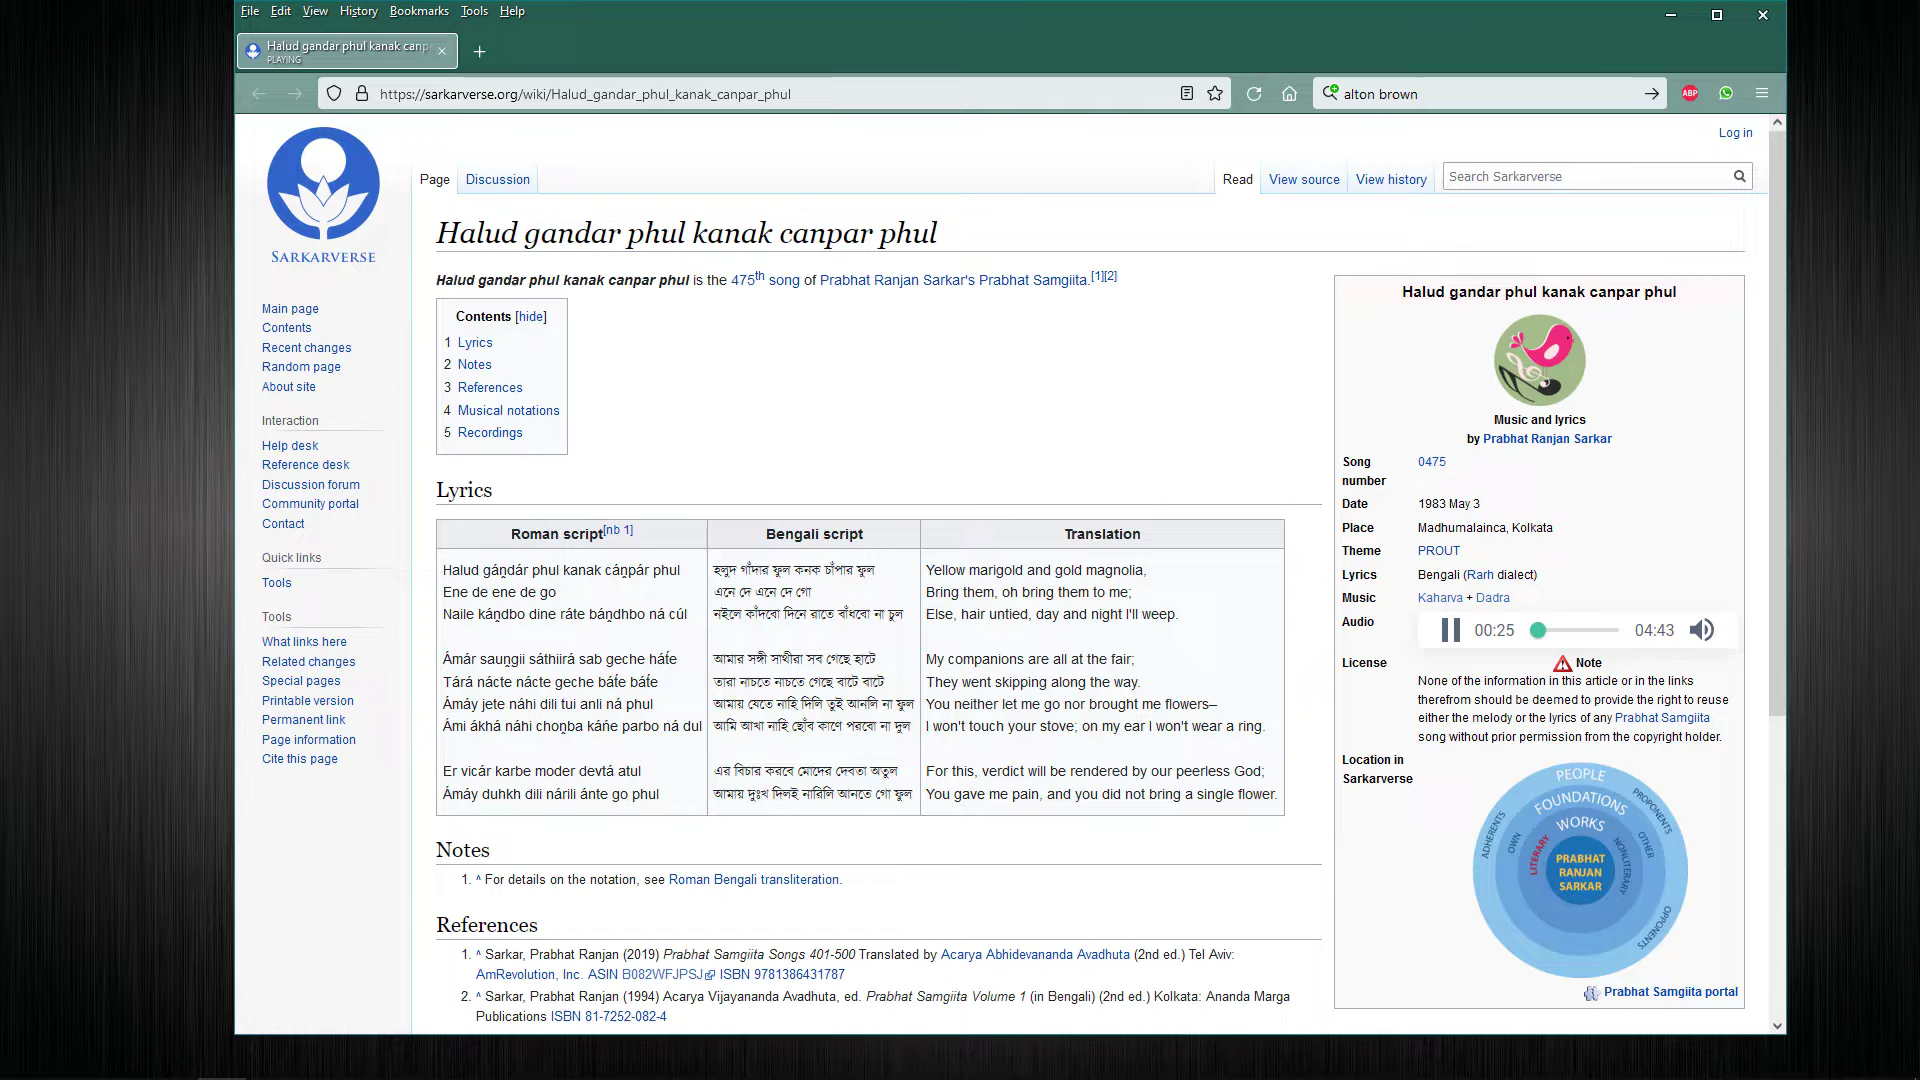 File Edit View History Bookmarks Tools Help
Halud gandar phul kanak canpa
PLAYING
https://sarkarverse.org/wiki/Halud_gandar_phul_kanak_canpar_phul
alton brown
ABP
Log in
SARKARVERSE
Page Discussion Read View source View history Search Sarkarverse
Main page
Contents
Recent changes
Random page
About site
Interaction
Help desk
Reference desk
Discussion forum
Community portal
Contact
Quick links
Tools
Tools
What links here
Related changes
Special pages
Printable version
Permanent link
Page information
Cite this page
Halud gandar phul kanak canpar phul
Halud gandar phul kanak canpar phul is the 475th song of Prabhat Ranjan Sarkar's Prabhat Samgiita.[1][2]
Contents [hide]
1 Lyrics
2 Notes
3 References
4 Musical notations
5 Recordings
Lyrics
Roman script[nb 1] Bengali script Translation
Halud gáṋdár phul kanak cáṋpár phul
Ene de ene de go
Naile káṋdbo dine ráte báṋdhbo ná cúl
Ámár sauṋgii sáthiirá sab geche háťe
Tárá nácte nácte geche báťe báťe
Ámáy jete náhi dili tui anli ná phul
Ámi ákhá náhi choṋba káńe parbo ná dul
Er vicár karbe moder devtá atul
Ámáy duhkh dili nárili ánte go phul
হলুদ গাঁদার ফুল কনক চাঁপার ফুল
এনে দে এনে দে গো
নইলে কাঁদবো দিনে রাতে বাঁধবো না চুল
আমার সঙ্গী সাথীরা সব গেছে হাটে
তারা নাচতে নাচতে গেছে বাটে বাটে
আমায় যেতে নাহি দিলি তুই আনলি না ফুল
আমি আখা নাহি ছোঁব কাণে পরবো না দুল
এর বিচার করবে মোদের দেবতা অতুল
আমায় দুঃখ দিলই নারিলি আনতে গো ফুল
Yellow marigold and gold magnolia,
Bring them, oh bring them to me;
Else, hair untied, day and night I'll weep.
My companions are all at the fair;
They went skipping along the way.
You neither let me go nor brought me flowers–
I won't touch your stove; on my ear I won't wear a ring.
For this, verdict will be rendered by our peerless God;
You gave me pain, and you did not bring a single flower.
Notes
1. ^ For details on the notation, see Roman Bengali transliteration.
References
1. ^ Sarkar, Prabhat Ranjan (2019) Prabhat Samgiita Songs 401-500 Translated by Acarya Abhidevananda Avadhuta (2nd ed.) Tel Aviv:
AmRevolution, Inc. ASIN B082WFJPSJ ISBN 9781386431787
2. ^ Sarkar, Prabhat Ranjan (1994) Acarya Vijayananda Avadhuta, ed. Prabhat Samgiita Volume 1 (in Bengali) (2nd ed.) Kolkata: Ananda Marga
Publications ISBN 81-7252-082-4
Halud gandar phul kanak canpar phul
Music and lyrics
by Prabhat Ranjan Sarkar
Song number 0475
Date 1983 May 3
Place Madhumalainca, Kolkata
Theme PROUT
Lyrics Bengali (Rarh dialect)
Music Kaharva + Dadra
Audio 00:25 04:43
License Note
None of the information in this article or in the links
therefrom should be deemed to provide the right to reuse
either the melody or the lyrics of any Prabhat Samgiita
song without prior permission from the copyright holder.
Location in
Sarkarverse
PEOPLE
FOUNDATIONS
WORKS
ADHERENTS
OWN
LITERARY
PRABHAT
RANJAN
SARKAR
NONLITERARY
OTHER
PROPONENTS
OPPONENTS
Prabhat Samgiita portal